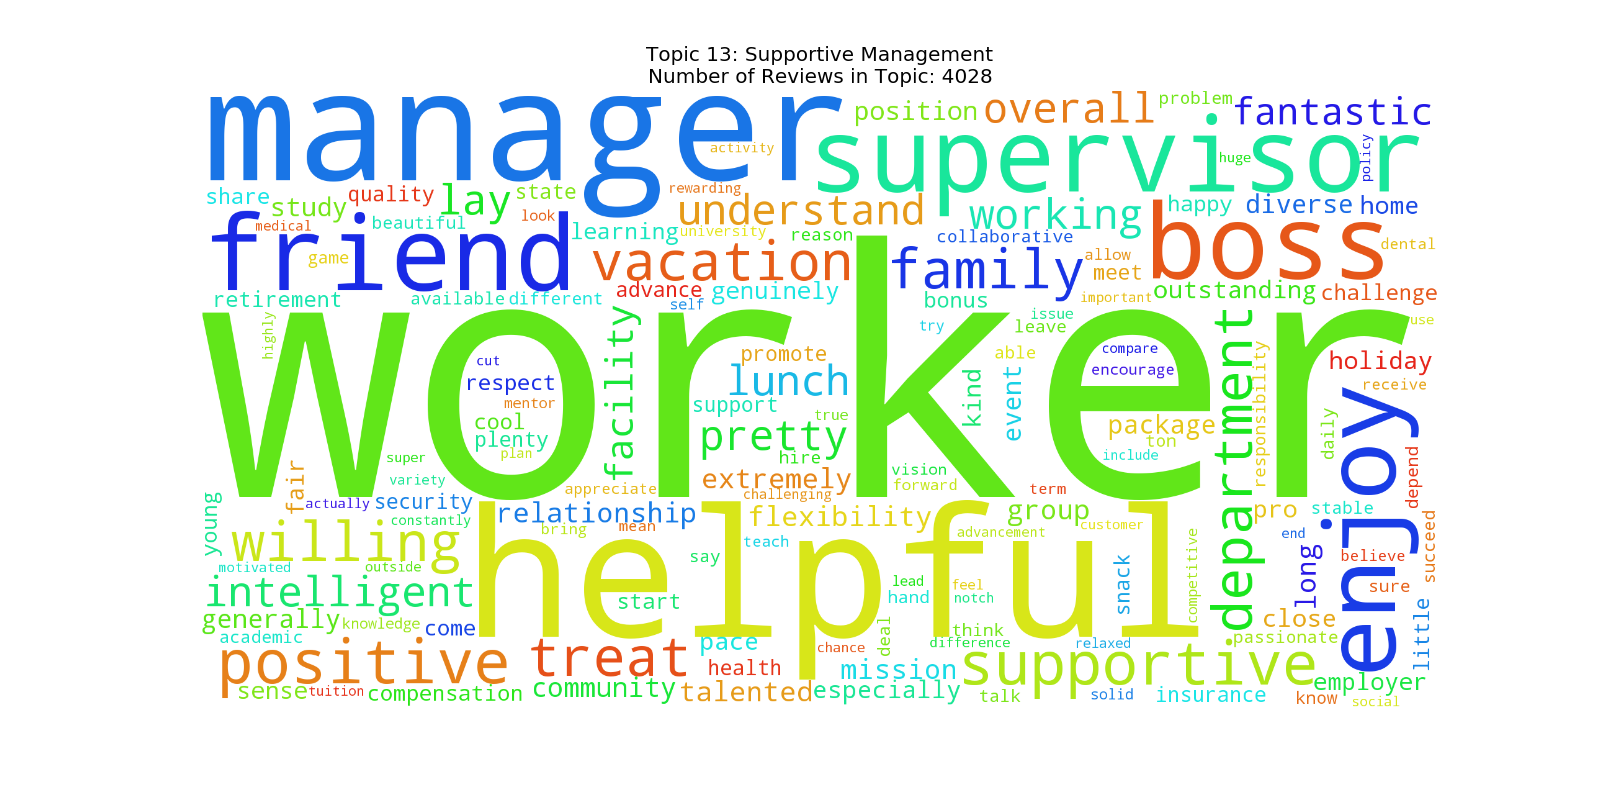 Topic 13: Supportive Management
Number of Reviews in Topic: 4028
manager
position
overall
problem
fantastic
supervisor
activity
huge
policy
share
study
quality
lay
state
rewarding
look
understand
working
happy
diverse
home
friend
medical
beautiful
learning
university
reason
collaborative
boss
dental
game
vacation
family
allow
meet
retirement
available
different
advance
self
genuinely
bonus
important
outstanding
challenge
worker
highly
facility
try
issue
leave
use
cut
respect
mentor
cool
plenty
plan
promote
lunch
support
true
pretty
hire
able
kind
event
compare
encourage
package
ton
include
department
responsibility
holiday
receive
daily
enjoy
depend
super
variety
fair
actually
security
constantly
appreciate
extremely
challenging
vision
forward
term
young
willing
relationship
bring
mean
flexibility
group
advancement
customer
pro
stable
motivated
outside
helpful
say
teach
end
long
believe
succeed
intelligent
start
lead
hand
feel
notch
snack
competitive
sure
generally
knowledge
academic
come
deal
think
difference
relaxed
close
passionate
little
positive
treat
pace
health
chance
mission
supportive
employer
sense
tuition
compensation
community
talented
especially
talk
solid
insurance
know
social